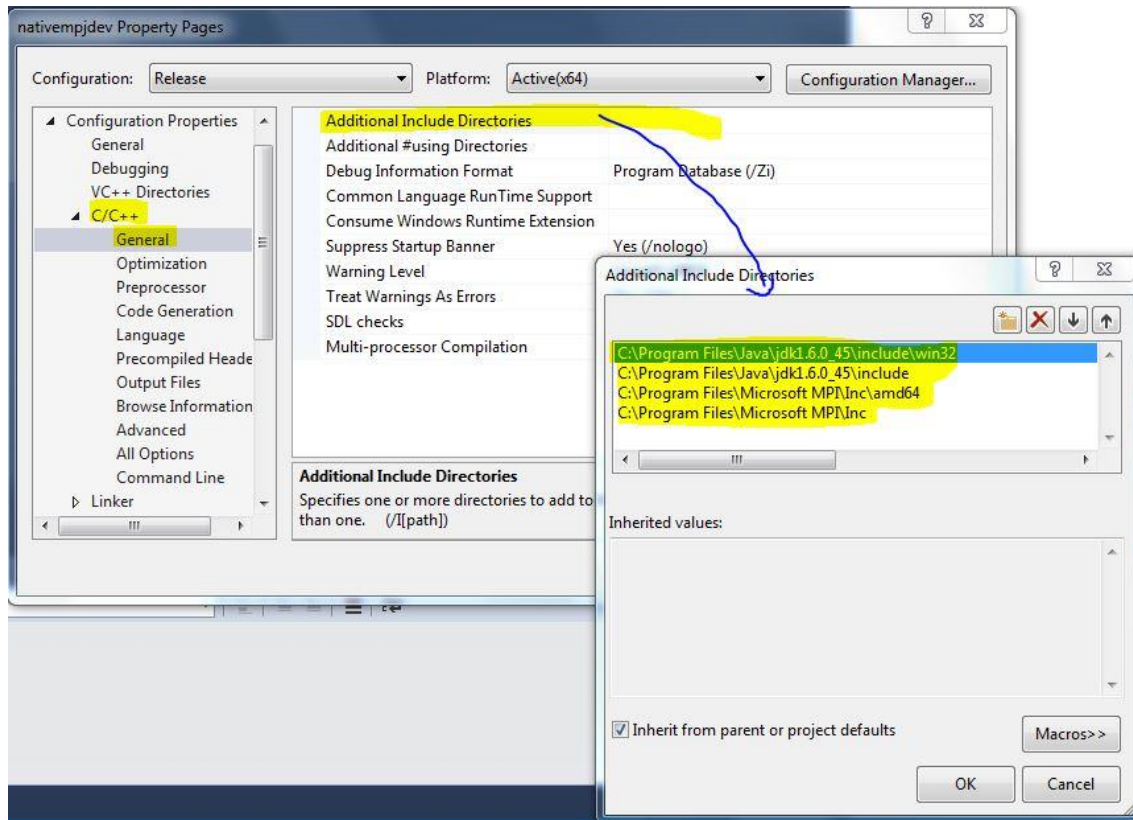 nativempjdev Property Pages
Configuration: Release Platform: Active(x64) Configuration Manager...
Configuration Properties
General
Debugging
VC++ Directories
C/C++
General
Optimization
Preprocessor
Code Generation
Language
Precompiled Heade
Output Files
Browse Information
Advanced
All Options
Command Line
Linker
Additional Include Directories
Additional #using Directories
Debug Information Format Program Database (/Zi)
Common Language RunTime Support
Consume Windows Runtime Extension
Suppress Startup Banner Yes (/nologo)
Warning Level
Treat Warnings As Errors
SDL checks
Multi-processor Compilation
Additional Include Directories
Specifies one or more directories to add to
than one. (/I[path])
Additional Include Directories
C:\Program Files\Java\jdk1.6.0_45\include\win32
C:\Program Files\Java\jdk1.6.0_45\include
C:\Program Files\Microsoft MPI\Inc\amd64
C:\Program Files\Microsoft MPI\Inc
Inherited values:
Inherit from parent or project defaults
Macros>>
OK Cancel